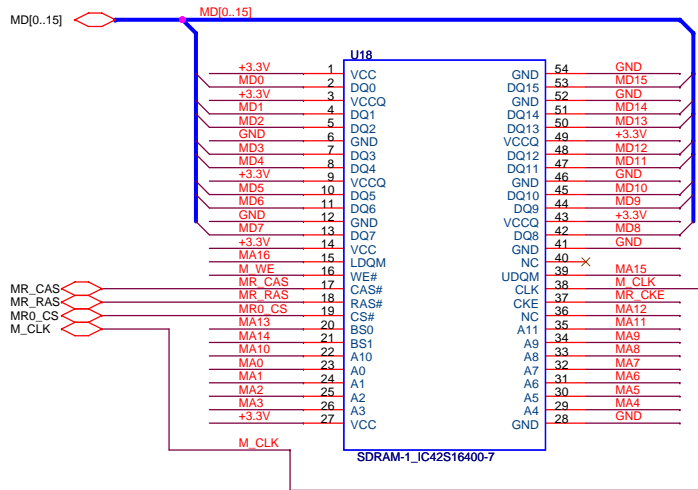 MD[0..15]
MD[0..15]
U18
+3.3V 1 VCC GND 54 GND
MD0 2 DQ0 DQ15 53 MD15
+3.3V 3 VCCQ GND 52 GND
MD1 4 DQ1 DQ14 51 MD14
MD2 5 DQ2 DQ13 50 MD13
GND 6 GND VCCQ 49 +3.3V
MD3 7 DQ3 DQ12 48 MD12
MD4 8 DQ4 DQ11 47 MD11
+3.3V 9 VCCQ GND 46 GND
MD5 10 DQ5 DQ10 45 MD10
MD6 11 DQ6 DQ9 44 MD9
GND 12 GND VCCQ 43 +3.3V
MD7 13 DQ7 DQ8 42 MD8
+3.3V 14 VCC GND 41 GND
MA16 15 LDQM NC 40
M_WE 16 WE# UDQM 39 MA15
MR_CAS MR_CAS 17 CAS# CLK 38 M_CLK
MR_RAS MR_RAS 18 RAS# CKE 37 MR_CKE
MR0_CS MR0_CS 19 CS# NC 36 MA12
M_CLK MA13 20 BS0 A11 35 MA11
MA14 21 BS1 A9 34 MA9
MA10 22 A10 A8 33 MA8
MA0 23 A0 A7 32 MA7
MA1 24 A1 A6 31 MA6
MA2 25 A2 A5 30 MA5
MA3 26 A3 A4 29 MA4
+3.3V 27 VCC GND 28 GND
M_CLK
SDRAM-1_IC42S16400-7